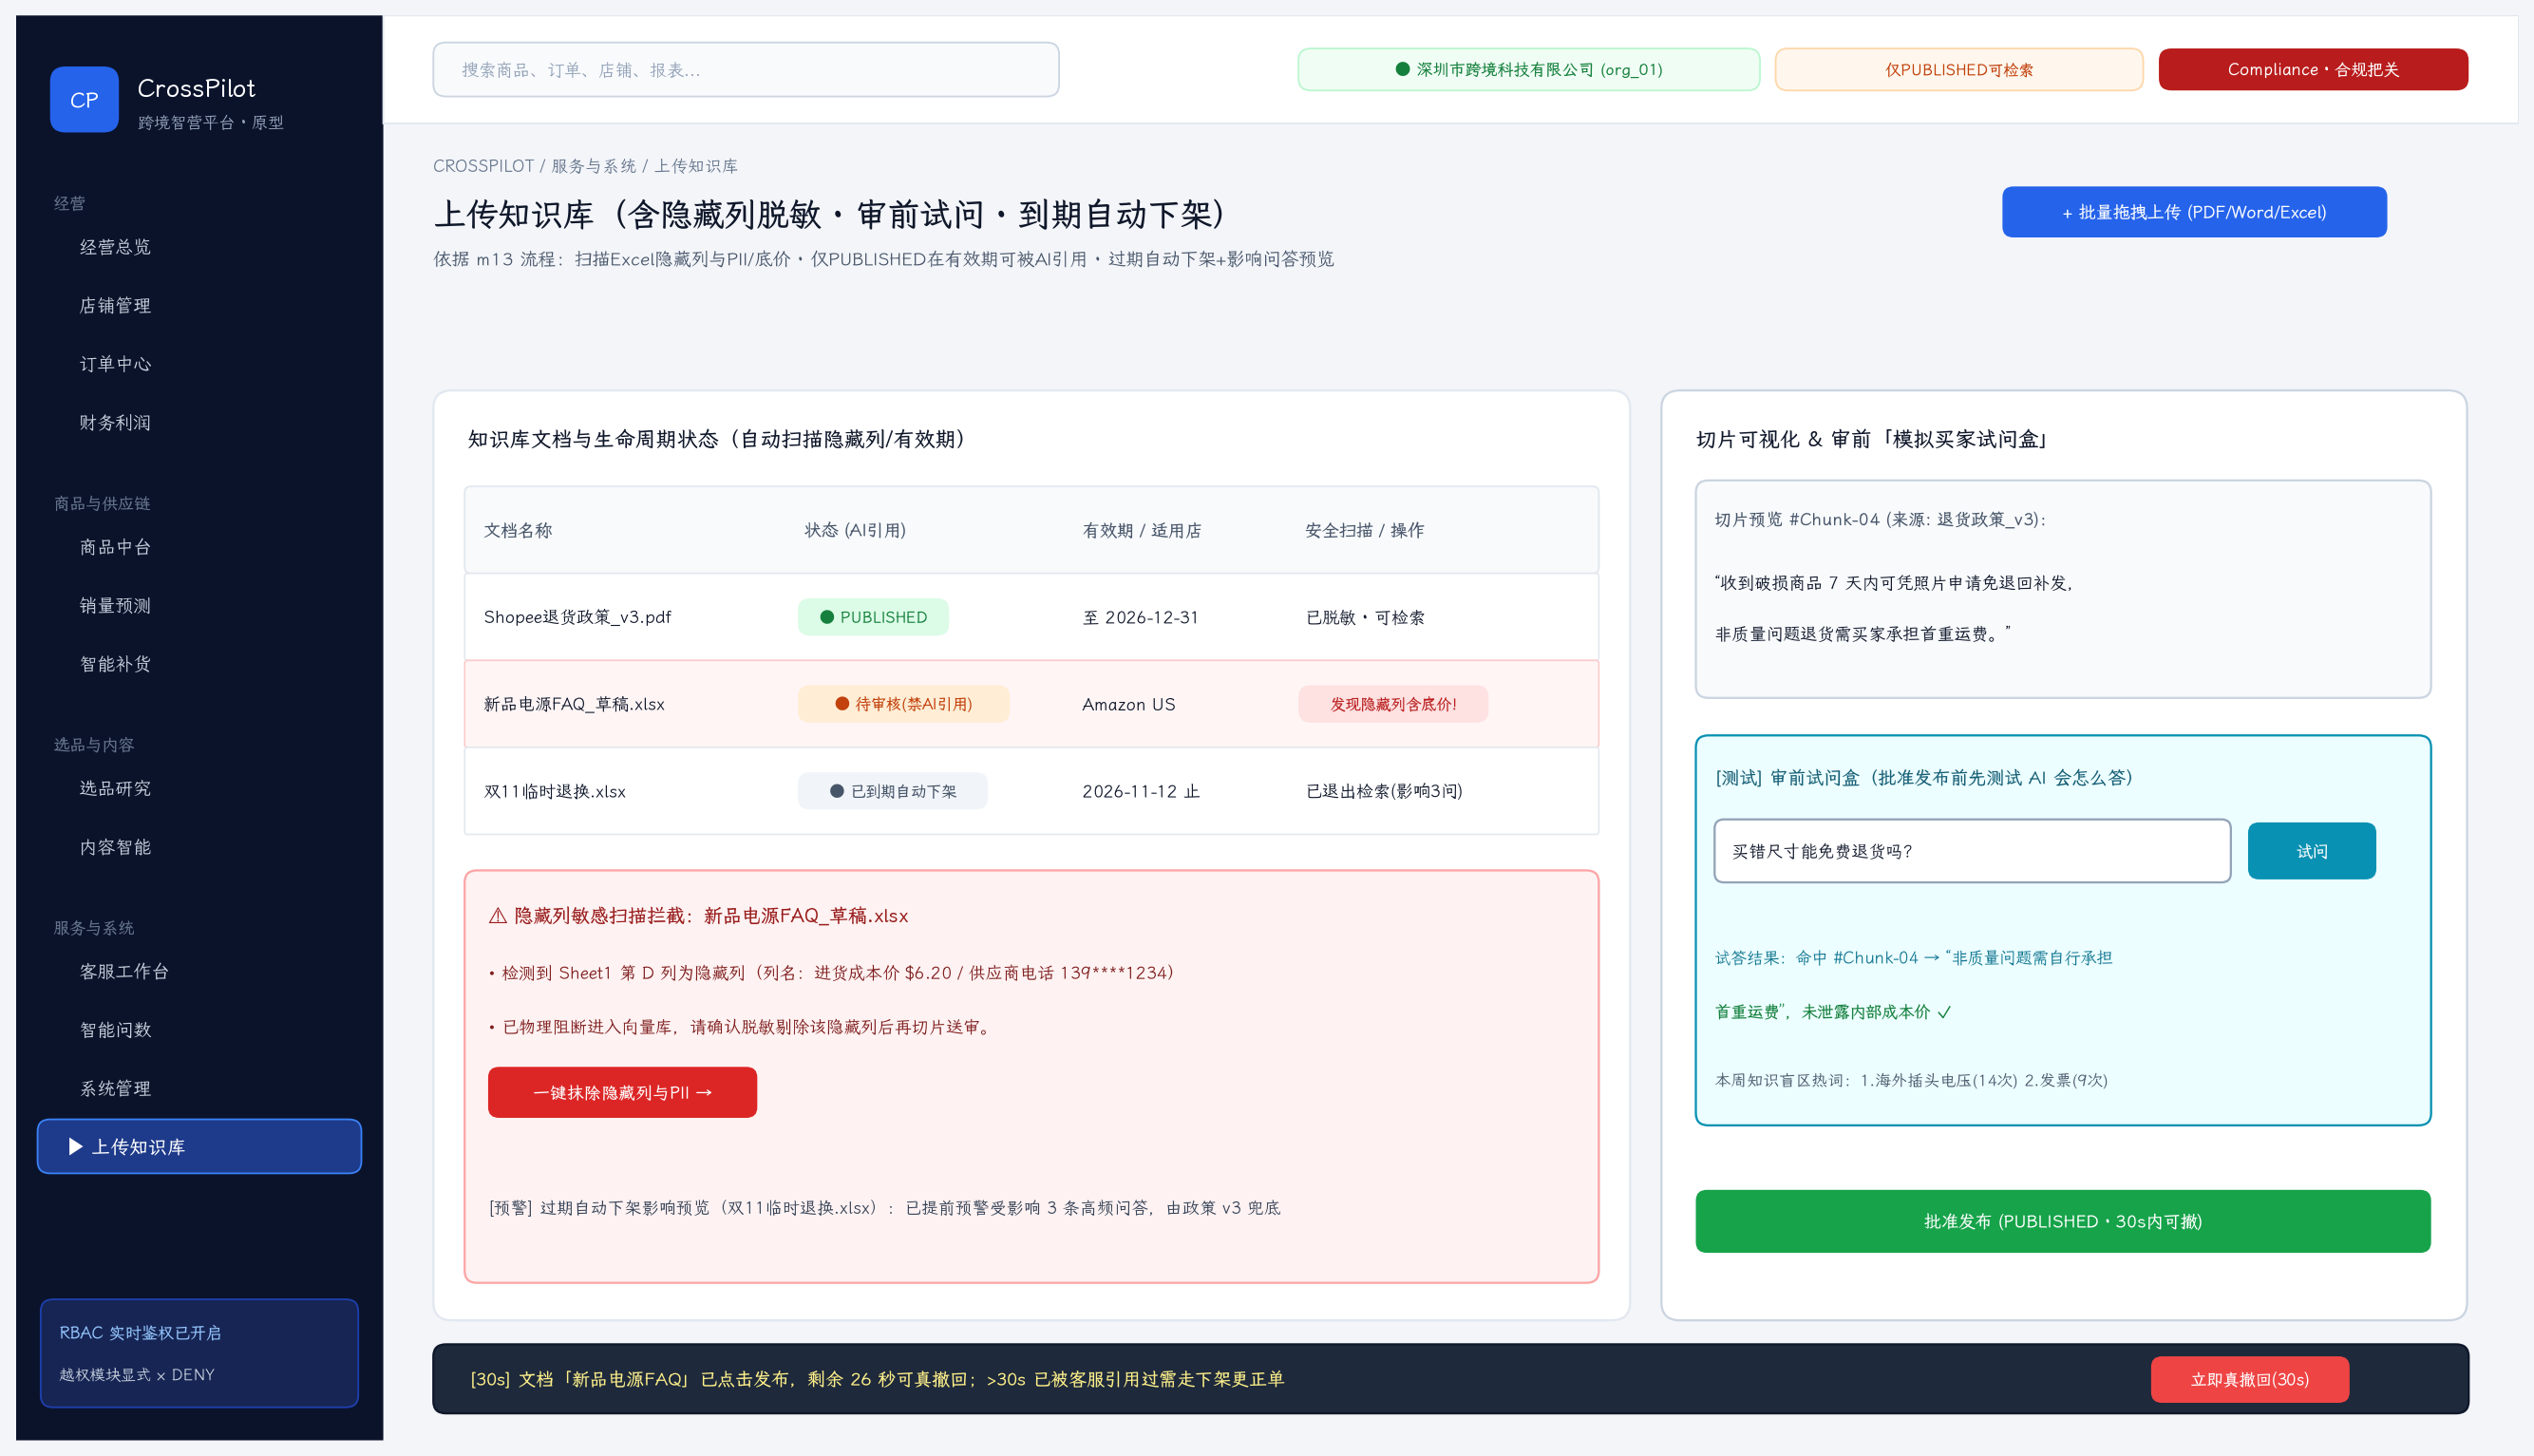 CP
CrossPilot
跨境智营平台・原型
经营
经营总览
店铺管理
订单中心
财务利润
商品与供应链
商品中台
销量预测
智能补货
选品与内容
选品研究
内容智能
服务与系统
客服工作台
智能问数
系统管理
▶ 上传知识库
RBAC 实时鉴权已开启
越权模块显式 × DENY
搜索商品、订单、店铺、报表...
● 深圳市跨境科技有限公司 (org_01)
仅PUBLISHED可检索
Compliance・合规把关
CROSSPILOT / 服务与系统 / 上传知识库
上传知识库（含隐藏列脱敏・审前试问・到期自动下架）
+ 批量拖拽上传 (PDF/Word/Excel)
依据 m13 流程：扫描Excel隐藏列与PII/底价・仅PUBLISHED在有效期可被AI引用・过期自动下架+影响问答预览
知识库文档与生命周期状态（自动扫描隐藏列/有效期）
文档名称 状态 (AI引用) 有效期 / 适用店 安全扫描 / 操作
Shopee退货政策_v3.pdf ● PUBLISHED 至 2026-12-31 已脱敏・可检索
新品电源FAQ_草稿.xlsx ● 待审核(禁AI引用) Amazon US 发现隐藏列含底价!
双11临时退换.xlsx ● 已到期自动下架 2026-11-12 止 已退出检索(影响3问)
⚠ 隐藏列敏感扫描拦截：新品电源FAQ_草稿.xlsx
• 检测到 Sheet1 第 D 列为隐藏列（列名：进货成本价 $6.20 / 供应商电话 139****1234）
• 已物理阻断进入向量库，请确认脱敏剔除该隐藏列后再切片送审。
一键抹除隐藏列与PII →
[预警] 过期自动下架影响预览（双11临时退换.xlsx）：已提前预警受影响 3 条高频问答，由政策 v3 兜底
切片可视化 & 审前「模拟买家试问盒」
切片预览 #Chunk-04 (来源: 退货政策_v3)：
“收到破损商品 7 天内可凭照片申请免退回补发，
非质量问题退货需买家承担首重运费。”
[测试] 审前试问盒（批准发布前先测试 AI 会怎么答）
买错尺寸能免费退货吗？
试问
试答结果：命中 #Chunk-04 → “非质量问题需自行承担
首重运费”，未泄露内部成本价 ✓
本周知识盲区热词：1.海外插头电压(14次) 2.发票(9次)
批准发布 (PUBLISHED・30s内可撤)
[30s] 文档「新品电源FAQ」已点击发布，剩余 26 秒可真撤回；>30s 已被客服引用过需走下架更正单
立即真撤回(30s)